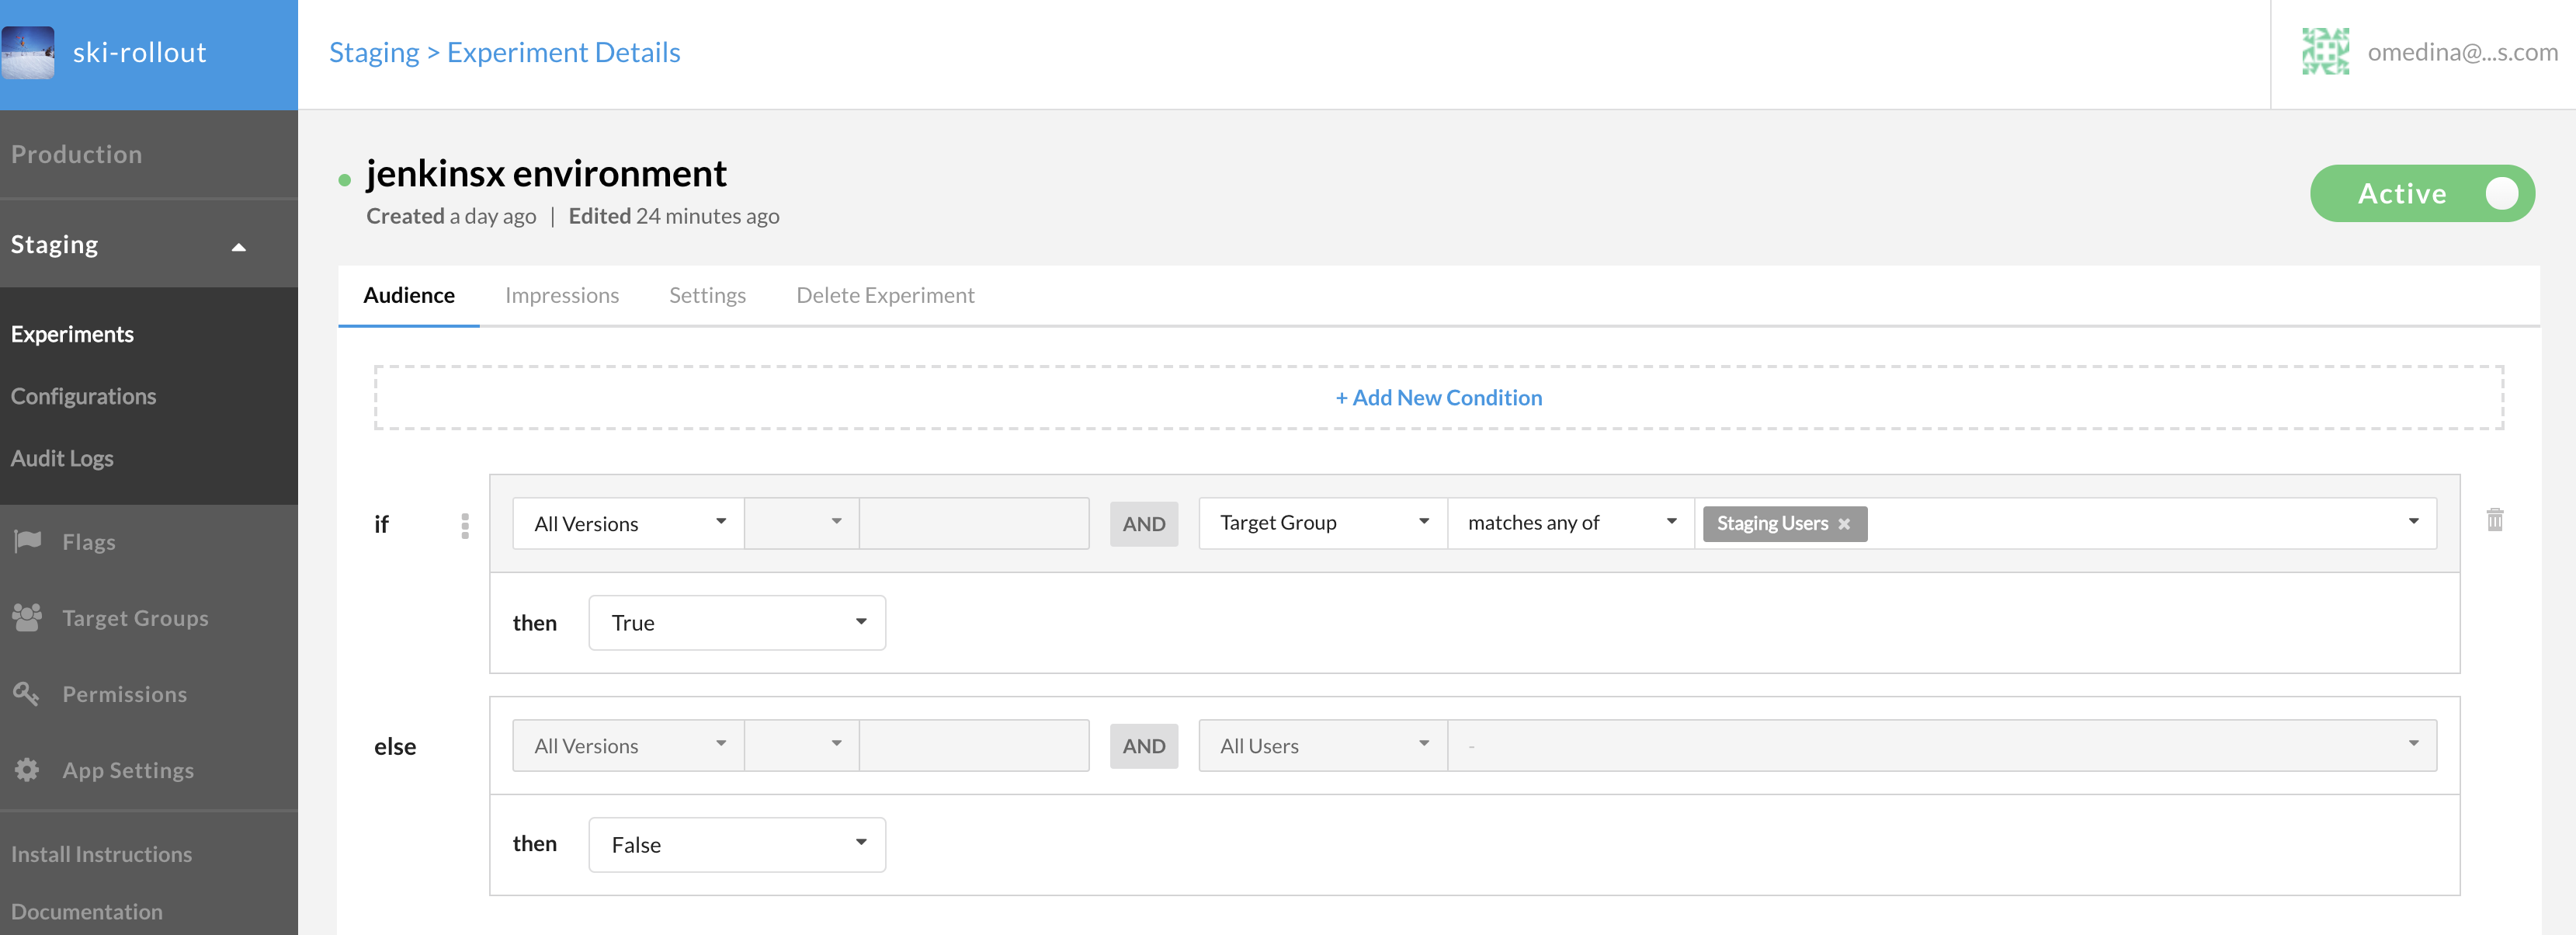 ski-rollout
Staging > Experiment Details
omedina@...s.com
Production
Staging
Experiments
Configurations
Audit Logs
Flags
Target Groups
Permissions
App Settings
Install Instructions
Documentation
jenkinsx environment
Created a day ago | Edited 24 minutes ago
Active
Audience Impressions Settings Delete Experiment
+ Add New Condition
if All Versions AND Target Group matches any of Staging Users ×
then True
else All Versions AND All Users -
then False